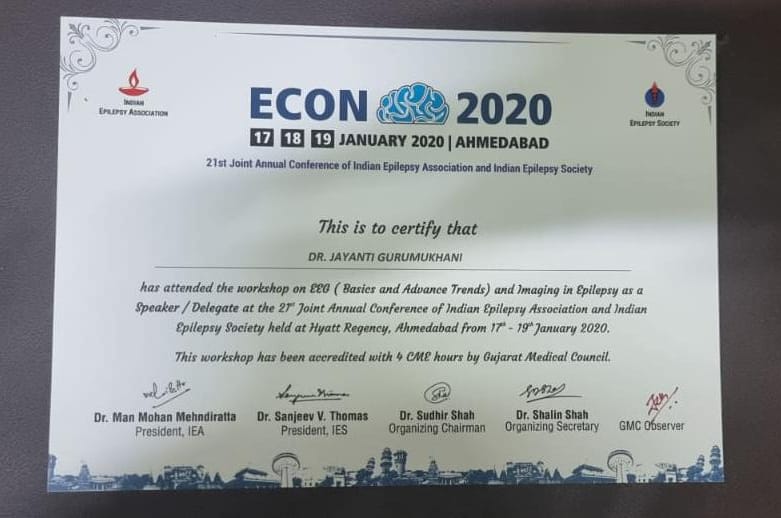 INDIAN
EPILEPSY ASSOCIATION
ECON 2020
INDIAN
EPILEPSY SOCIETY
17 18 19 JANUARY 2020 | AHMEDABAD
21st Joint Annual Conference of Indian Epilepsy Association and Indian Epilepsy Society
This is to certify that
DR. JAYANTI GURUMUKHANI
has attended the workshop on EEG ( Basics and Advance Trends) and Imaging in Epilepsy as a
Speaker / Delegate at the 21st Joint Annual Conference of Indian Epilepsy Association and Indian
Epilepsy Society held at Hyatt Regency, Ahmedabad from 17th - 19th January 2020.
This workshop has been accredited with 4 CME hours by Gujarat Medical Council.
Dr. Man Mohan Mehndiratta
President, IEA
Dr. Sanjeev V. Thomas
President, IES
Dr. Sudhir Shah
Organizing Chairman
Dr. Shalin Shah
Organizing Secretary
GMC Observer